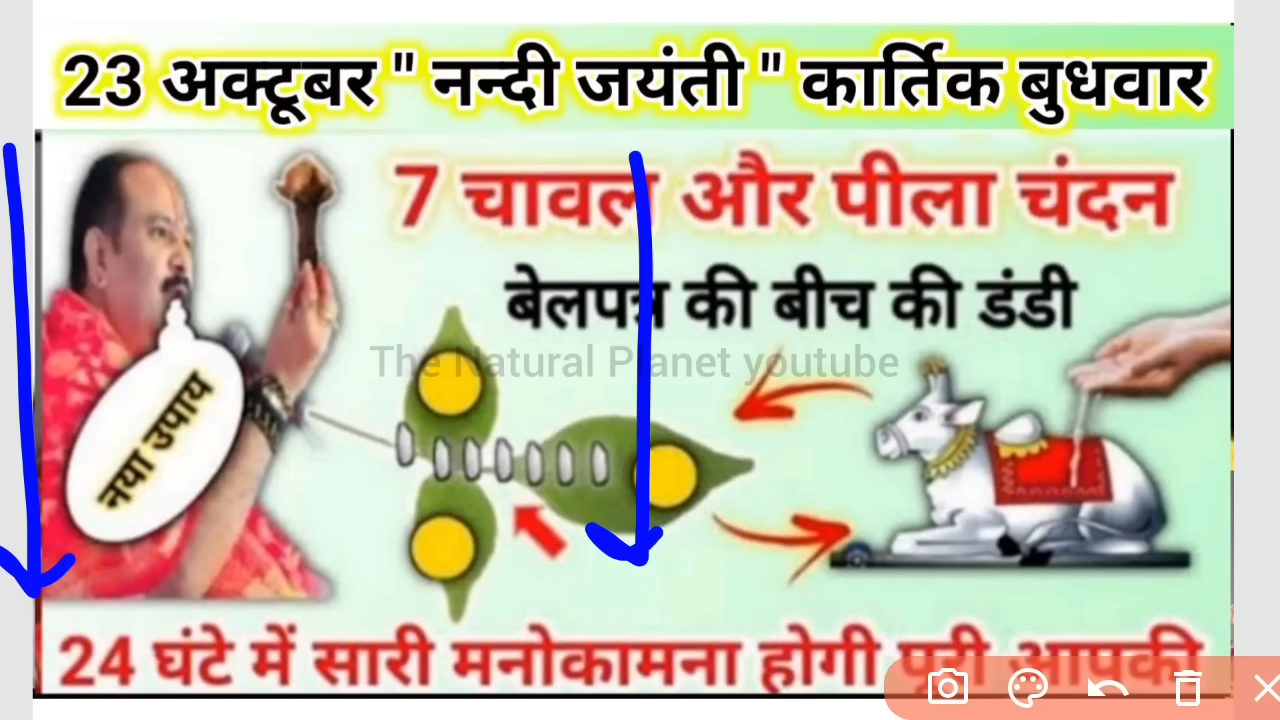 23 अक्टूबर " नन्दी जयंती " कार्तिक बुधवार
7 चावल और पीला चंदन
बेलपत्र की बीच की डंडी
The Natural Planet youtube
नया उपाय
24 घंटे में सारी मनोकामना होगी पूरी आपकी